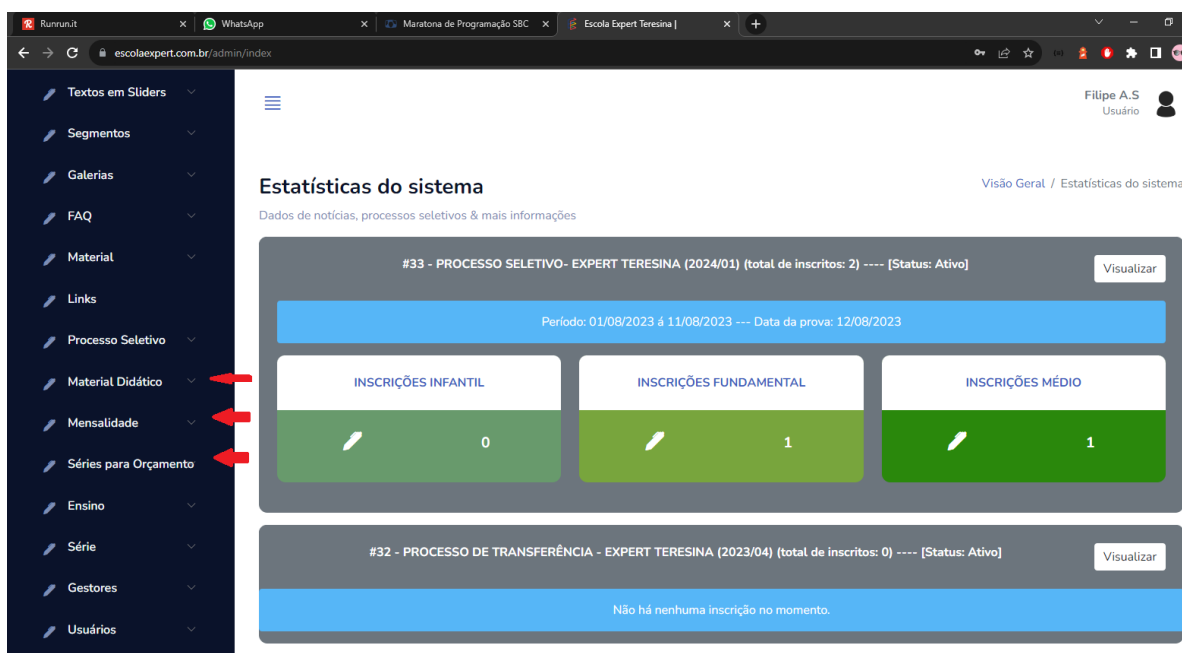 Runrun.it
WhatsApp
Maratona de Programação SBC
Escola Expert Teresina |
escolaexpert.com.br/admin/index
Textos em Sliders
Segmentos
Galerias
FAQ
Material
Links
Processo Seletivo
Material Didático
Mensalidade
Séries para Orçamento
Ensino
Série
Gestores
Usuários
Filipe A.S
Usuário
Estatísticas do sistema
Visão Geral / Estatísticas do sistema
Dados de notícias, processos seletivos & mais informações
#33 - PROCESSO SELETIVO- EXPERT TERESINA (2024/01) (total de inscritos: 2) ---- [Status: Ativo]
Visualizar
Período: 01/08/2023 á 11/08/2023 --- Data da prova: 12/08/2023
INSCRIÇÕES INFANTIL
0
INSCRIÇÕES FUNDAMENTAL
1
INSCRIÇÕES MÉDIO
1
#32 - PROCESSO DE TRANSFERÊNCIA - EXPERT TERESINA (2023/04) (total de inscritos: 0) ---- [Status: Ativo]
Visualizar
Não há nenhuma inscrição no momento.